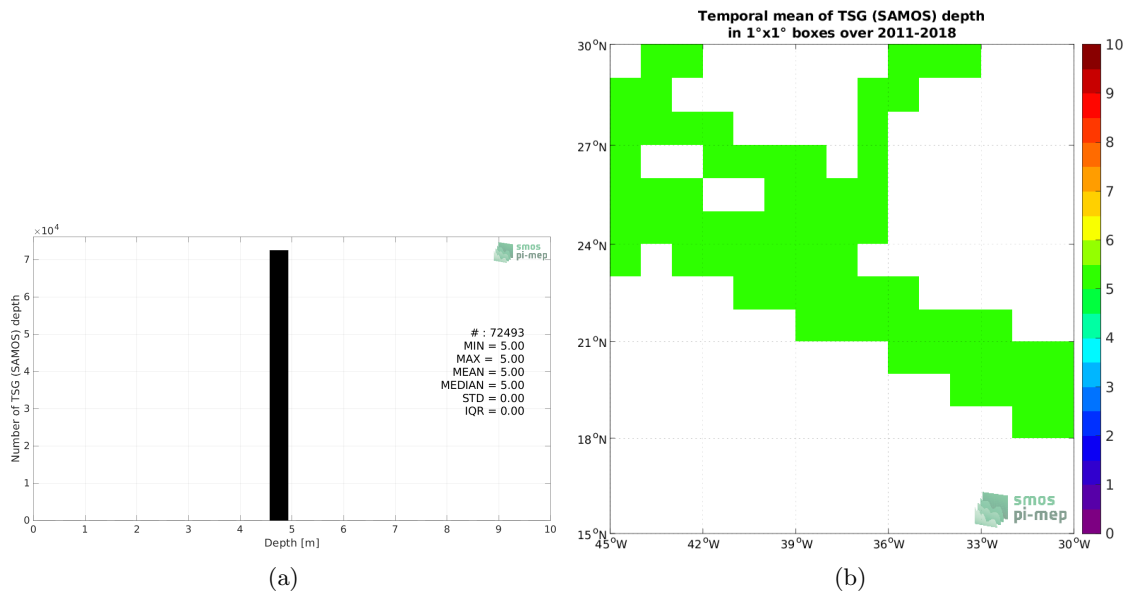 ×10⁴
7
6
5
4
3
2
1
0
Number of TSG (SAMOS) depth
smos
pi-mep
# : 72493
MIN = 5.00
MAX = 5.00
MEAN = 5.00
MEDIAN = 5.00
STD = 0.00
IQR = 0.00
0 1 2 3 4 5 6 7 8 9 10
Depth [m]
(a)
Temporal mean of TSG (SAMOS) depth
in 1°x1° boxes over 2011-2018
30°N
27°N
24°N
21°N
18°N
15°N
45°W 42°W 39°W 36°W 33°W 30°W
smos
pi-mep
10
9
8
7
6
5
4
3
2
1
0
(b)